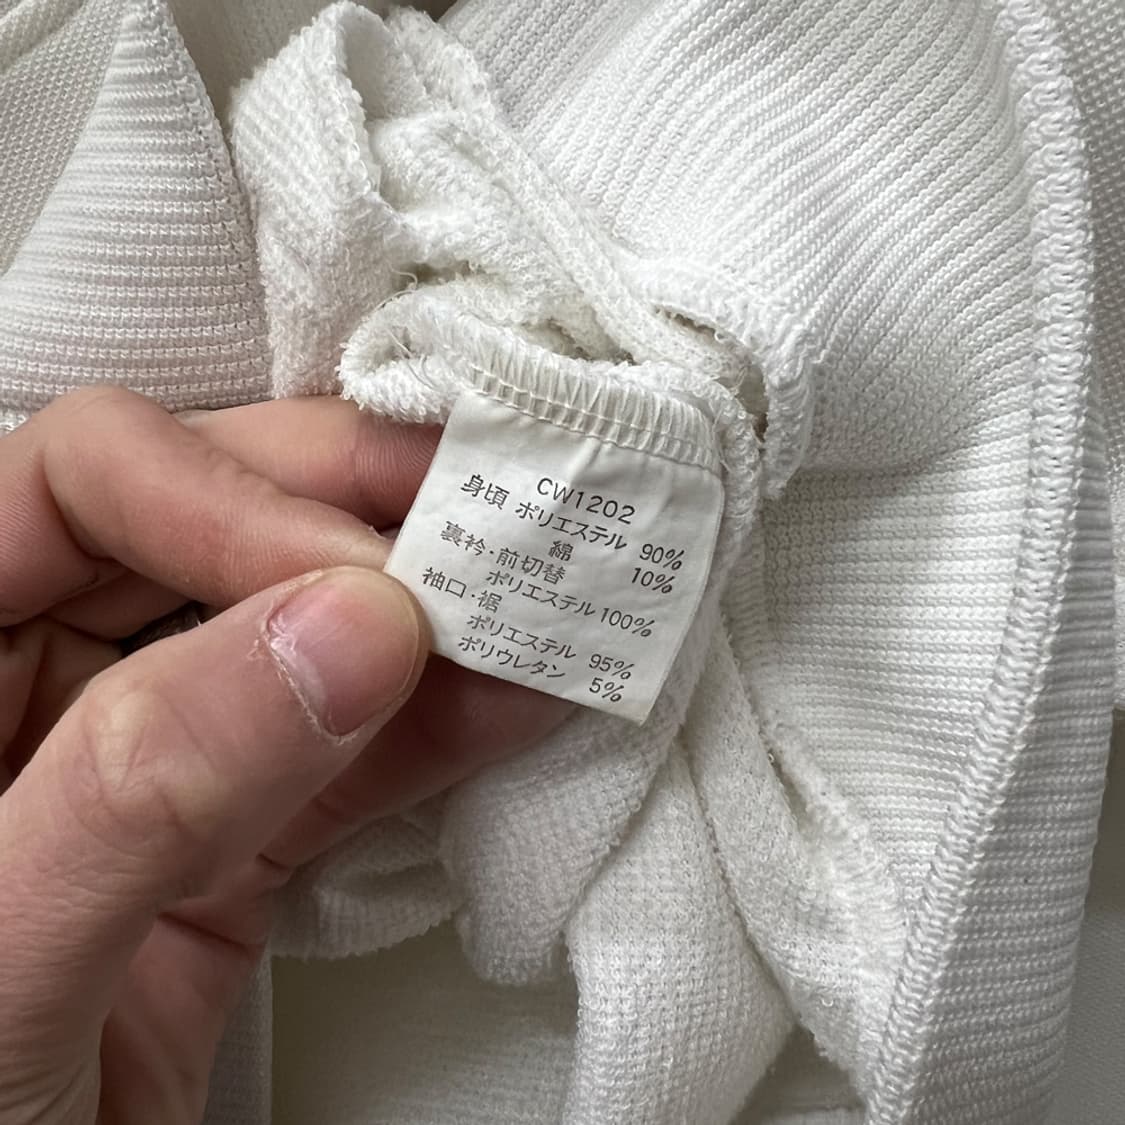 CW1202
身頃 ポリエステル 90%
綿 10%
裏衿・前切替
ポリエステル 100%
袖口・裾
ポリエステル 95%
ポリウレタン 5%